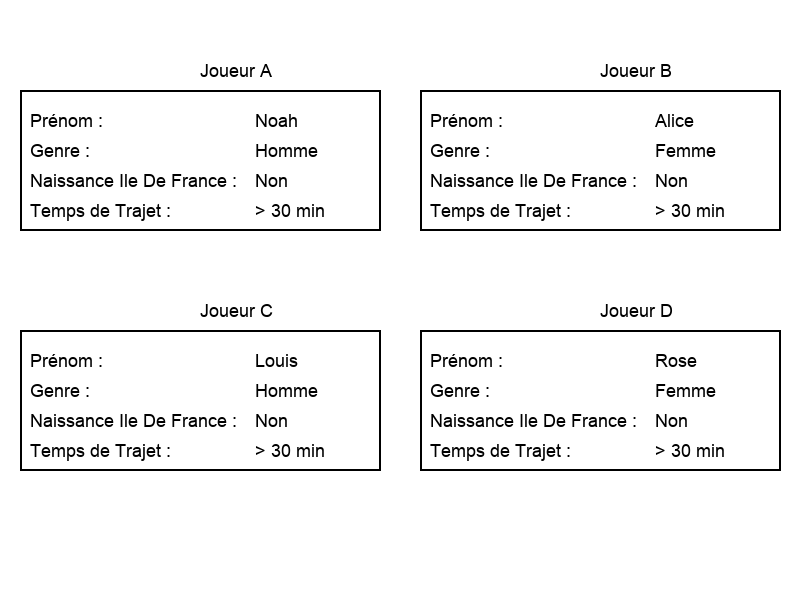 Joueur A
Prénom : Noah
Genre : Homme
Naissance Ile De France : Non
Temps de Trajet : > 30 min
Joueur B
Prénom : Alice
Genre : Femme
Naissance Ile De France : Non
Temps de Trajet : > 30 min
Joueur C
Prénom : Louis
Genre : Homme
Naissance Ile De France : Non
Temps de Trajet : > 30 min
Joueur D
Prénom : Rose
Genre : Femme
Naissance Ile De France : Non
Temps de Trajet : > 30 min